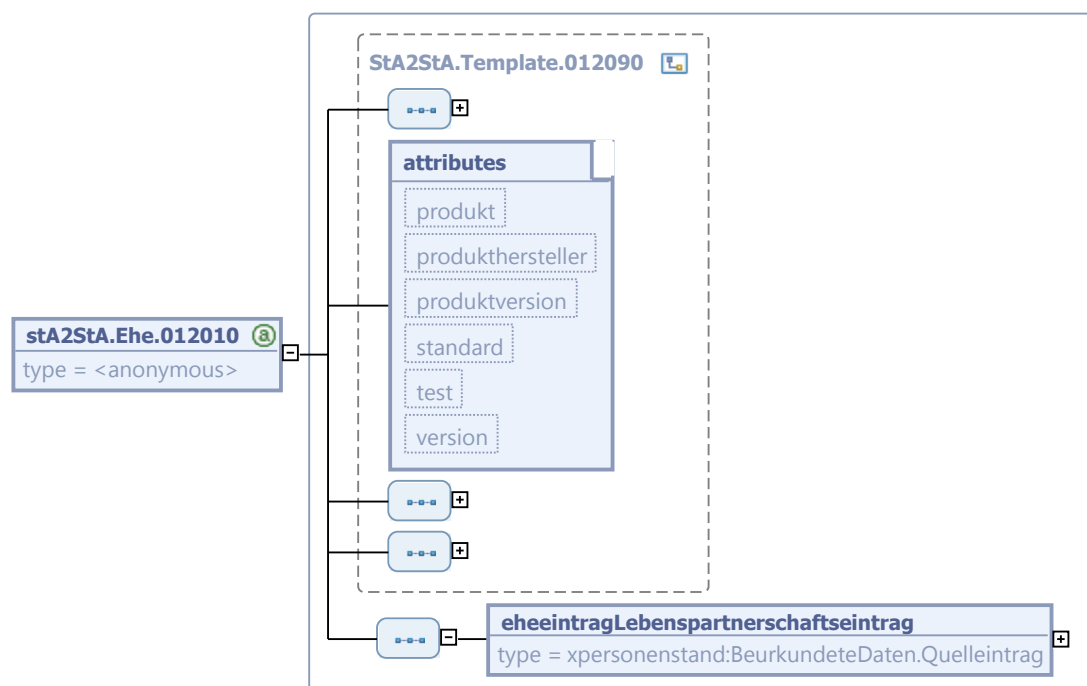 StA2StA.Template.012090
attributes
produkt
produkthersteller
produktversion
standard
test
version
stA2StA.Ehe.012010
type = <anonymous>
eheeintragLebenspartnerschaftseintrag
type = xpersonenstand:BeurkundeteDaten.Quelleintrag